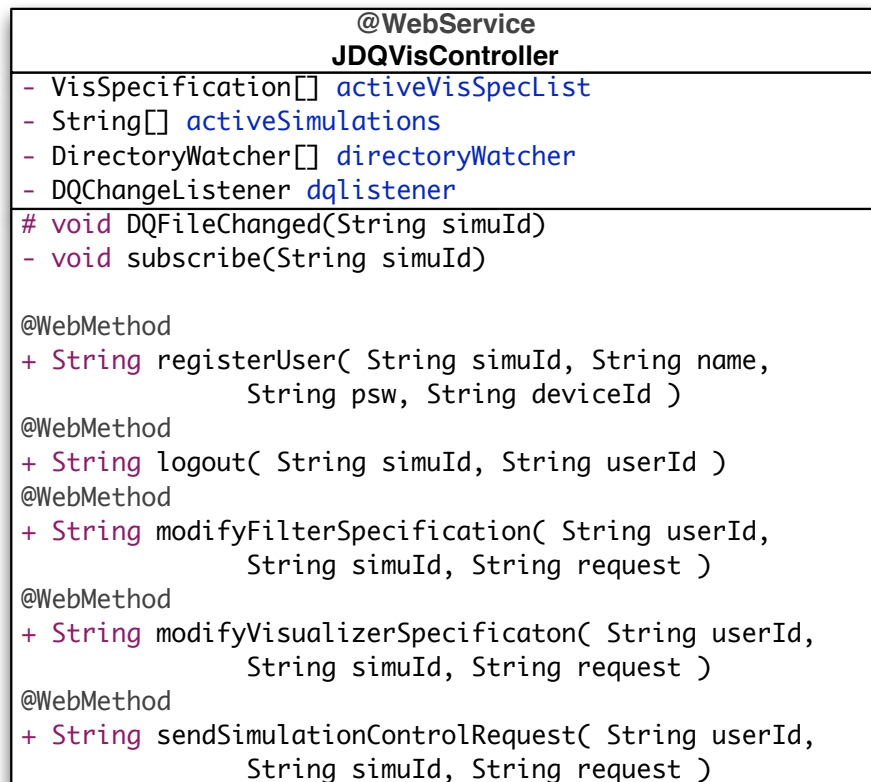 @WebService
JDQVisController
- VisSpecification[] activeVisSpecList
- String[] activeSimulations
- DirectoryWatcher[] directoryWatcher
- DQChangeListener dqlistener
# void DQFileChanged(String simuId)
- void subscribe(String simuId)
@WebMethod
+ String registerUser( String simuId, String name,
String psw, String deviceId )
@WebMethod
+ String logout( String simuId, String userId )
@WebMethod
+ String modifyFilterSpecification( String userId,
String simuId, String request )
@WebMethod
+ String modifyVisualizerSpecificaton( String userId,
String simuId, String request )
@WebMethod
+ String sendSimulationControlRequest( String userId,
String simuId, String request )